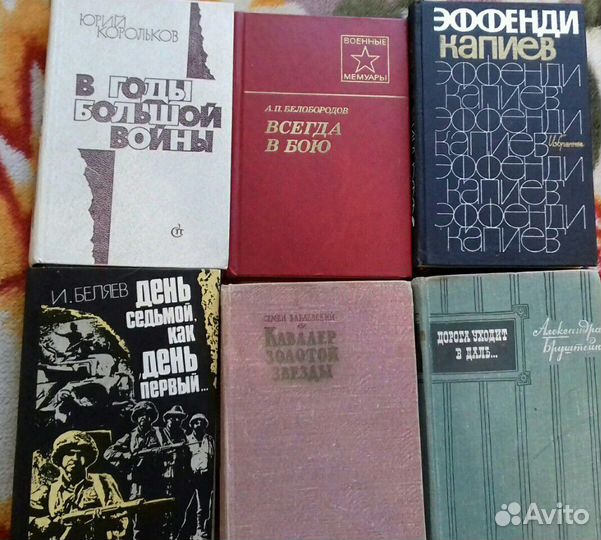 ЮРИЙ
КОРОЛЬКОВ
В ГОДЫ
БОЛЬШОЙ
ВОЙНЫ
ВОЕННЫЕ
МЕМУАРЫ
А.П. БЕЛОБОРОДОВ
ВСЕГДА
В БОЮ
ЭФФЕНДИ
КАПИЕВ
ЭФФЕНДИ
КАПИЕВ
ЭФФЕНДИ
КАПИЕВ Избранное
ЭФФЕНДИ
КАПИЕВ
ЭФФЕНДИ
КАПИЕВ
И. БЕЛЯЕВ
ДЕНЬ
СЕДЬМОЙ,
КАК
ДЕНЬ
ПЕРВЫЙ...
СЕМЕН БАБАЕВСКИЙ
КАВАЛЕР
ЗОЛОТОЙ
ЗВЕЗДЫ
ДОРОГА УХОДИТ
В ДАЛЬ...
Александра
Бруштейн
Avito